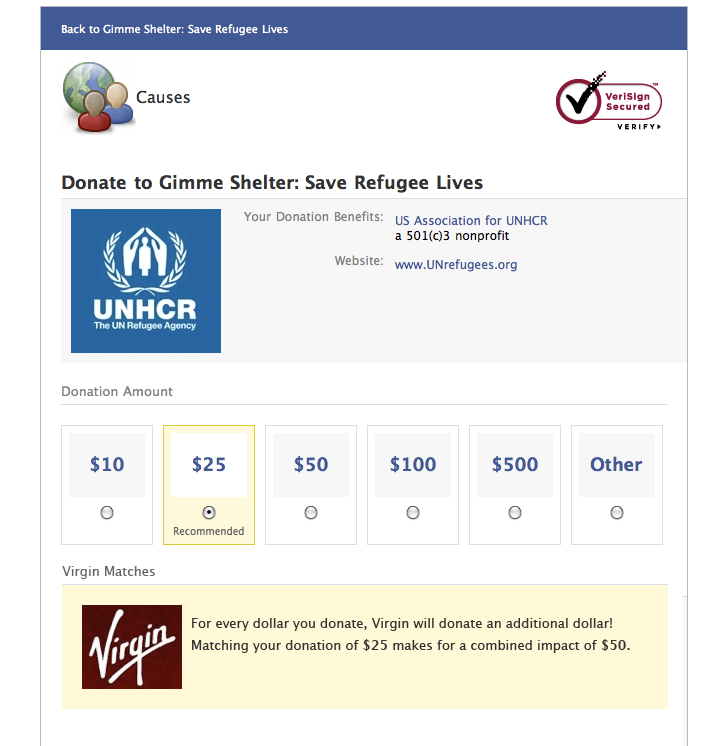 Back to Gimme Shelter: Save Refugee Lives
Causes
VeriSign
Secured
™
VERIFY
Donate to Gimme Shelter: Save Refugee Lives
UNHCR
The UN Refugee Agency
Your Donation Benefits: US Association for UNHCR
a 501(c)3 nonprofit
Website: www.UNrefugees.org
Donation Amount
$10 $25 $50 $100 $500 Other
Recommended
Virgin Matches
Virgin
For every dollar you donate, Virgin will donate an additional dollar!
Matching your donation of $25 makes for a combined impact of $50.